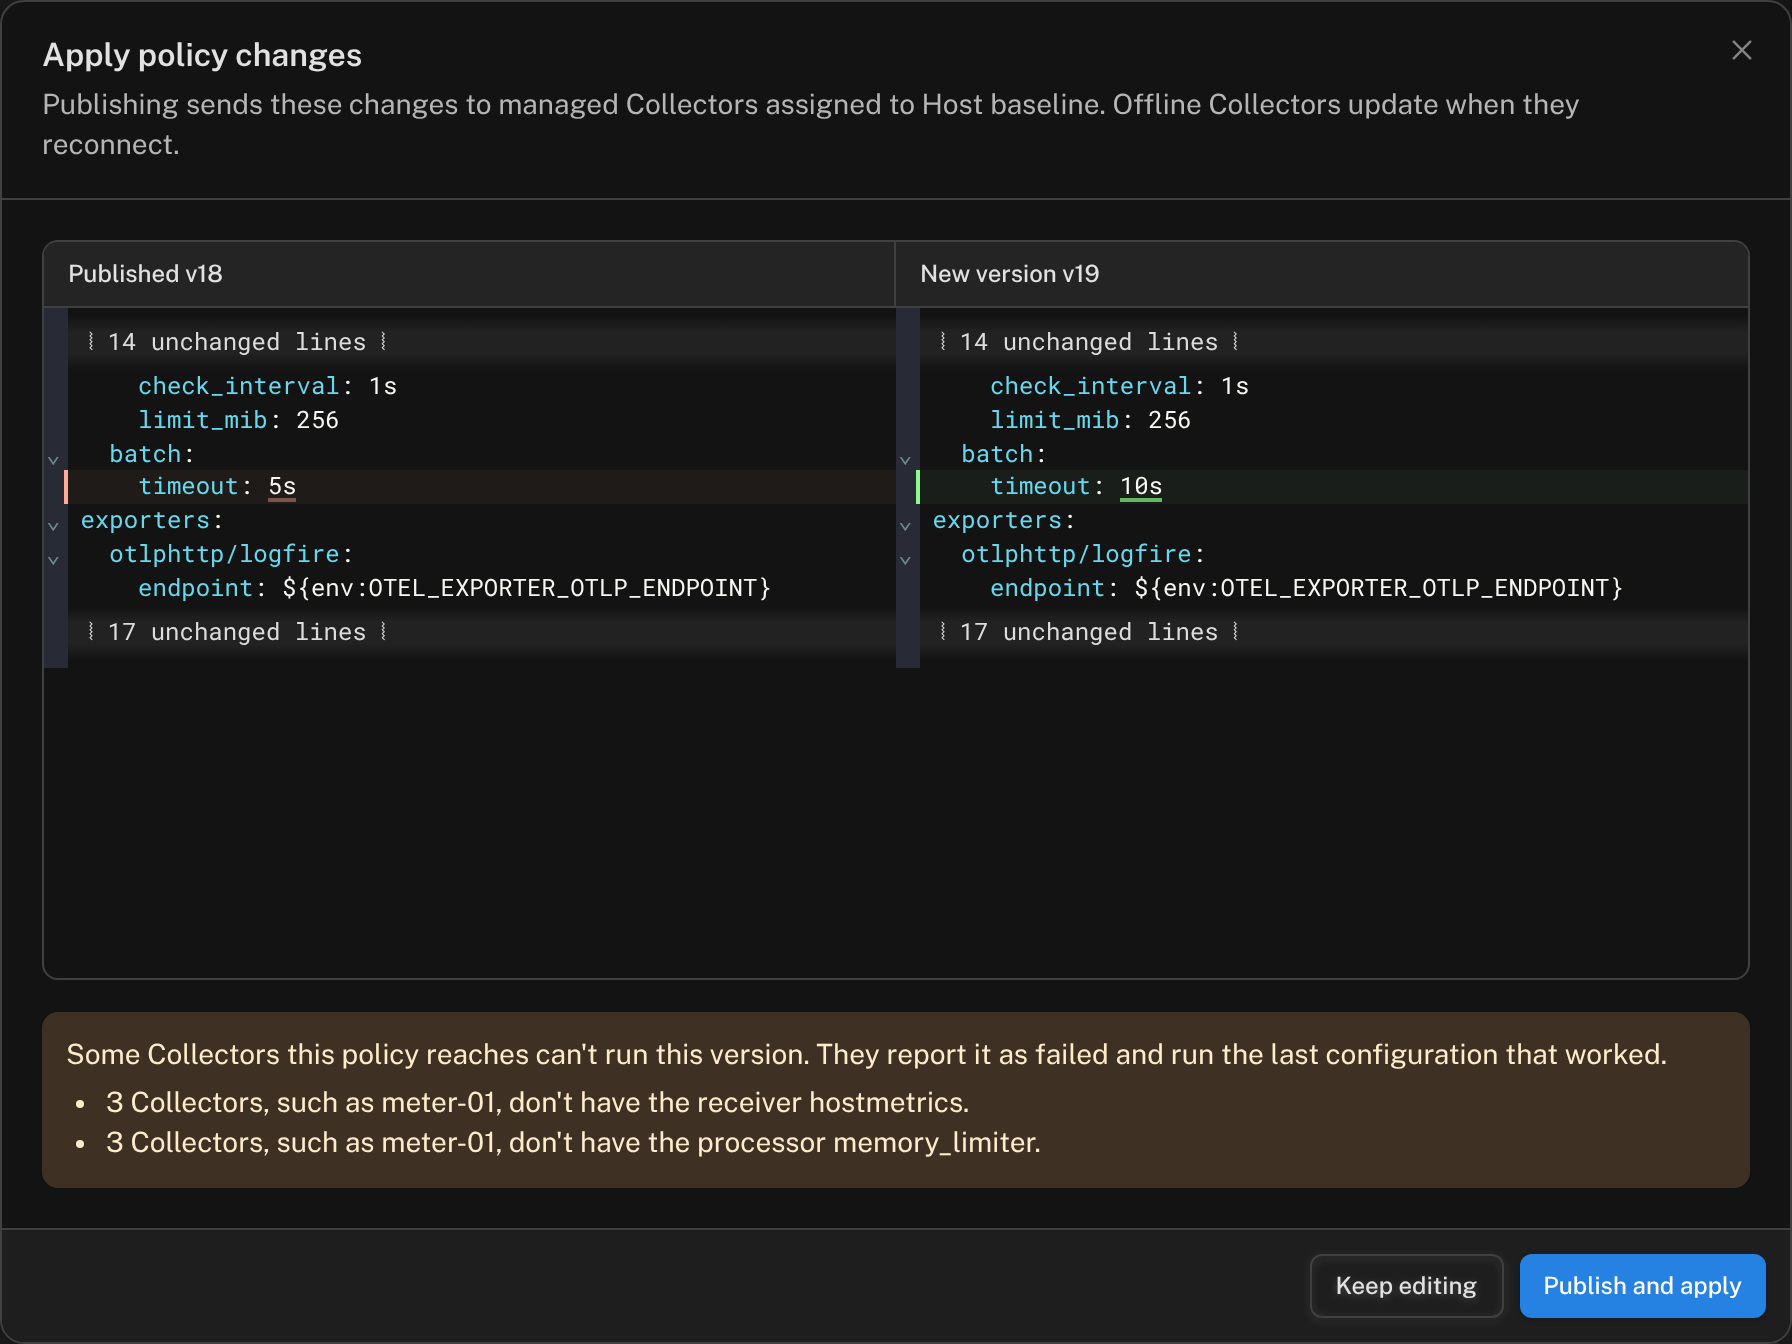 Apply policy changes
Publishing sends these changes to managed Collectors assigned to Host baseline. Offline Collectors update when they
reconnect.
Published v18
14 unchanged lines
check_interval: 1s
limit_mib: 256
batch:
timeout: 5s
exporters:
otlphttp/logfire:
endpoint: ${env:OTEL_EXPORTER_OTLP_ENDPOINT}
17 unchanged lines
New version v19
14 unchanged lines
check_interval: 1s
limit_mib: 256
batch:
timeout: 10s
exporters:
otlphttp/logfire:
endpoint: ${env:OTEL_EXPORTER_OTLP_ENDPOINT}
17 unchanged lines
Some Collectors this policy reaches can't run this version. They report it as failed and run the last configuration that worked.
• 3 Collectors, such as meter-01, don't have the receiver hostmetrics.
• 3 Collectors, such as meter-01, don't have the processor memory_limiter.
Keep editing
Publish and apply